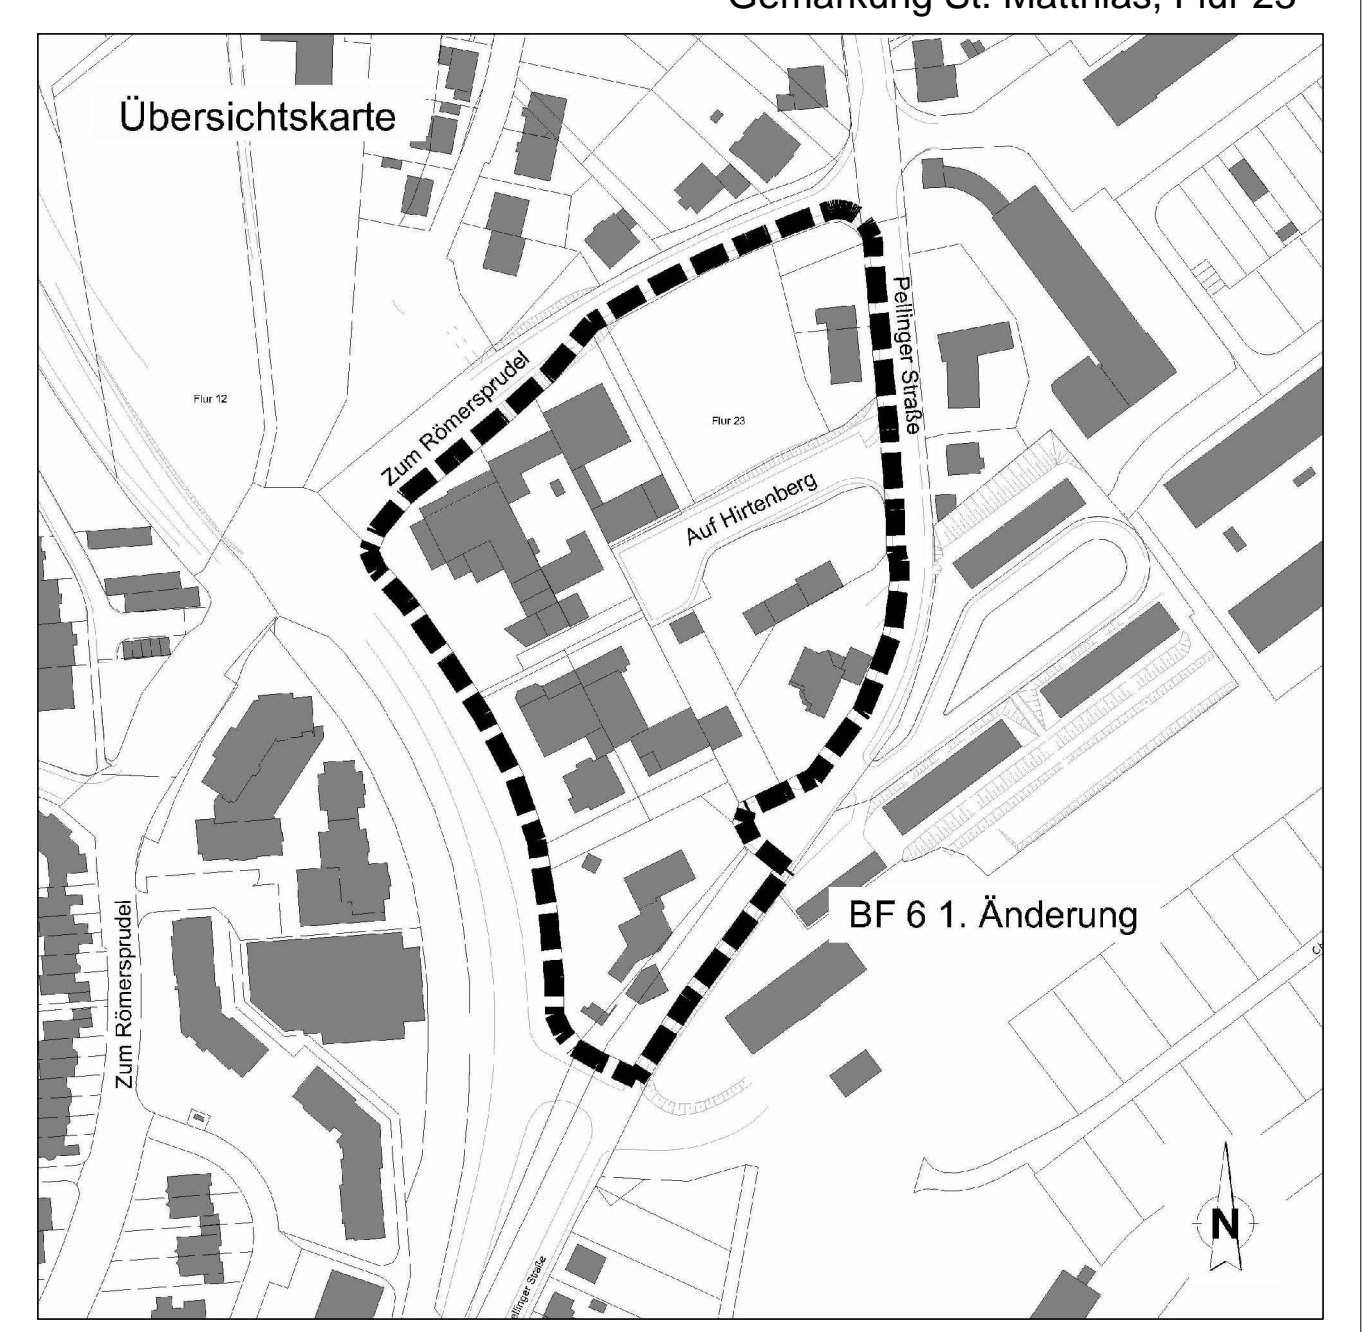 Gemarkung St. Matthias, Flur 23
Übersichtskarte
Pellinger Straße
Zum Römersprudel
Flur 12
Flur 23
Auf Hirtenberg
BF 6 1. Änderung
Zum Römersprudel
N
ellinger Straße